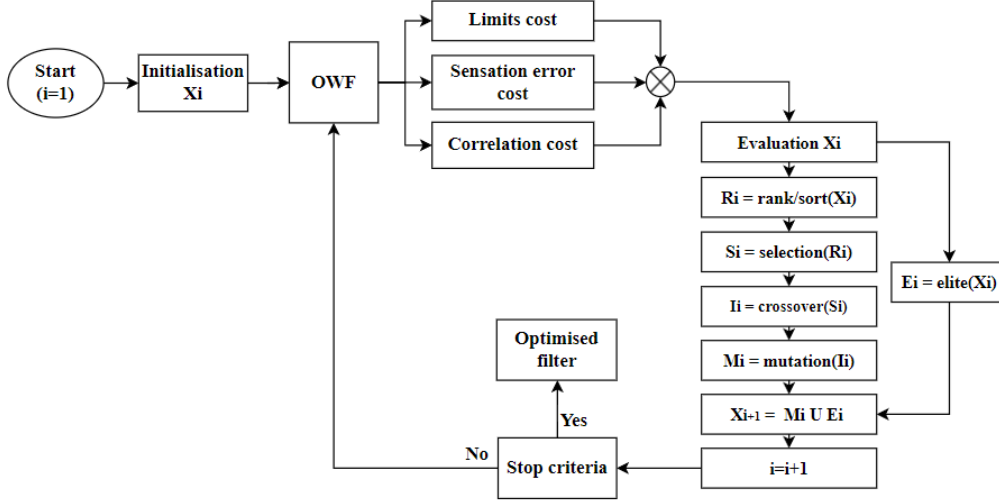 Limits cost
Start
(i=1)
Initialisation
Xi
OWF
Sensation error
cost
Correlation cost
Evaluation Xi
Ri = rank/sort(Xi)
Si = selection(Ri)
Ei = elite(Xi)
Ii = crossover(Si)
Optimised
filter
Mi = mutation(Ii)
Xi+1 = Mi U Ei
Yes
No
Stop criteria
i=i+1